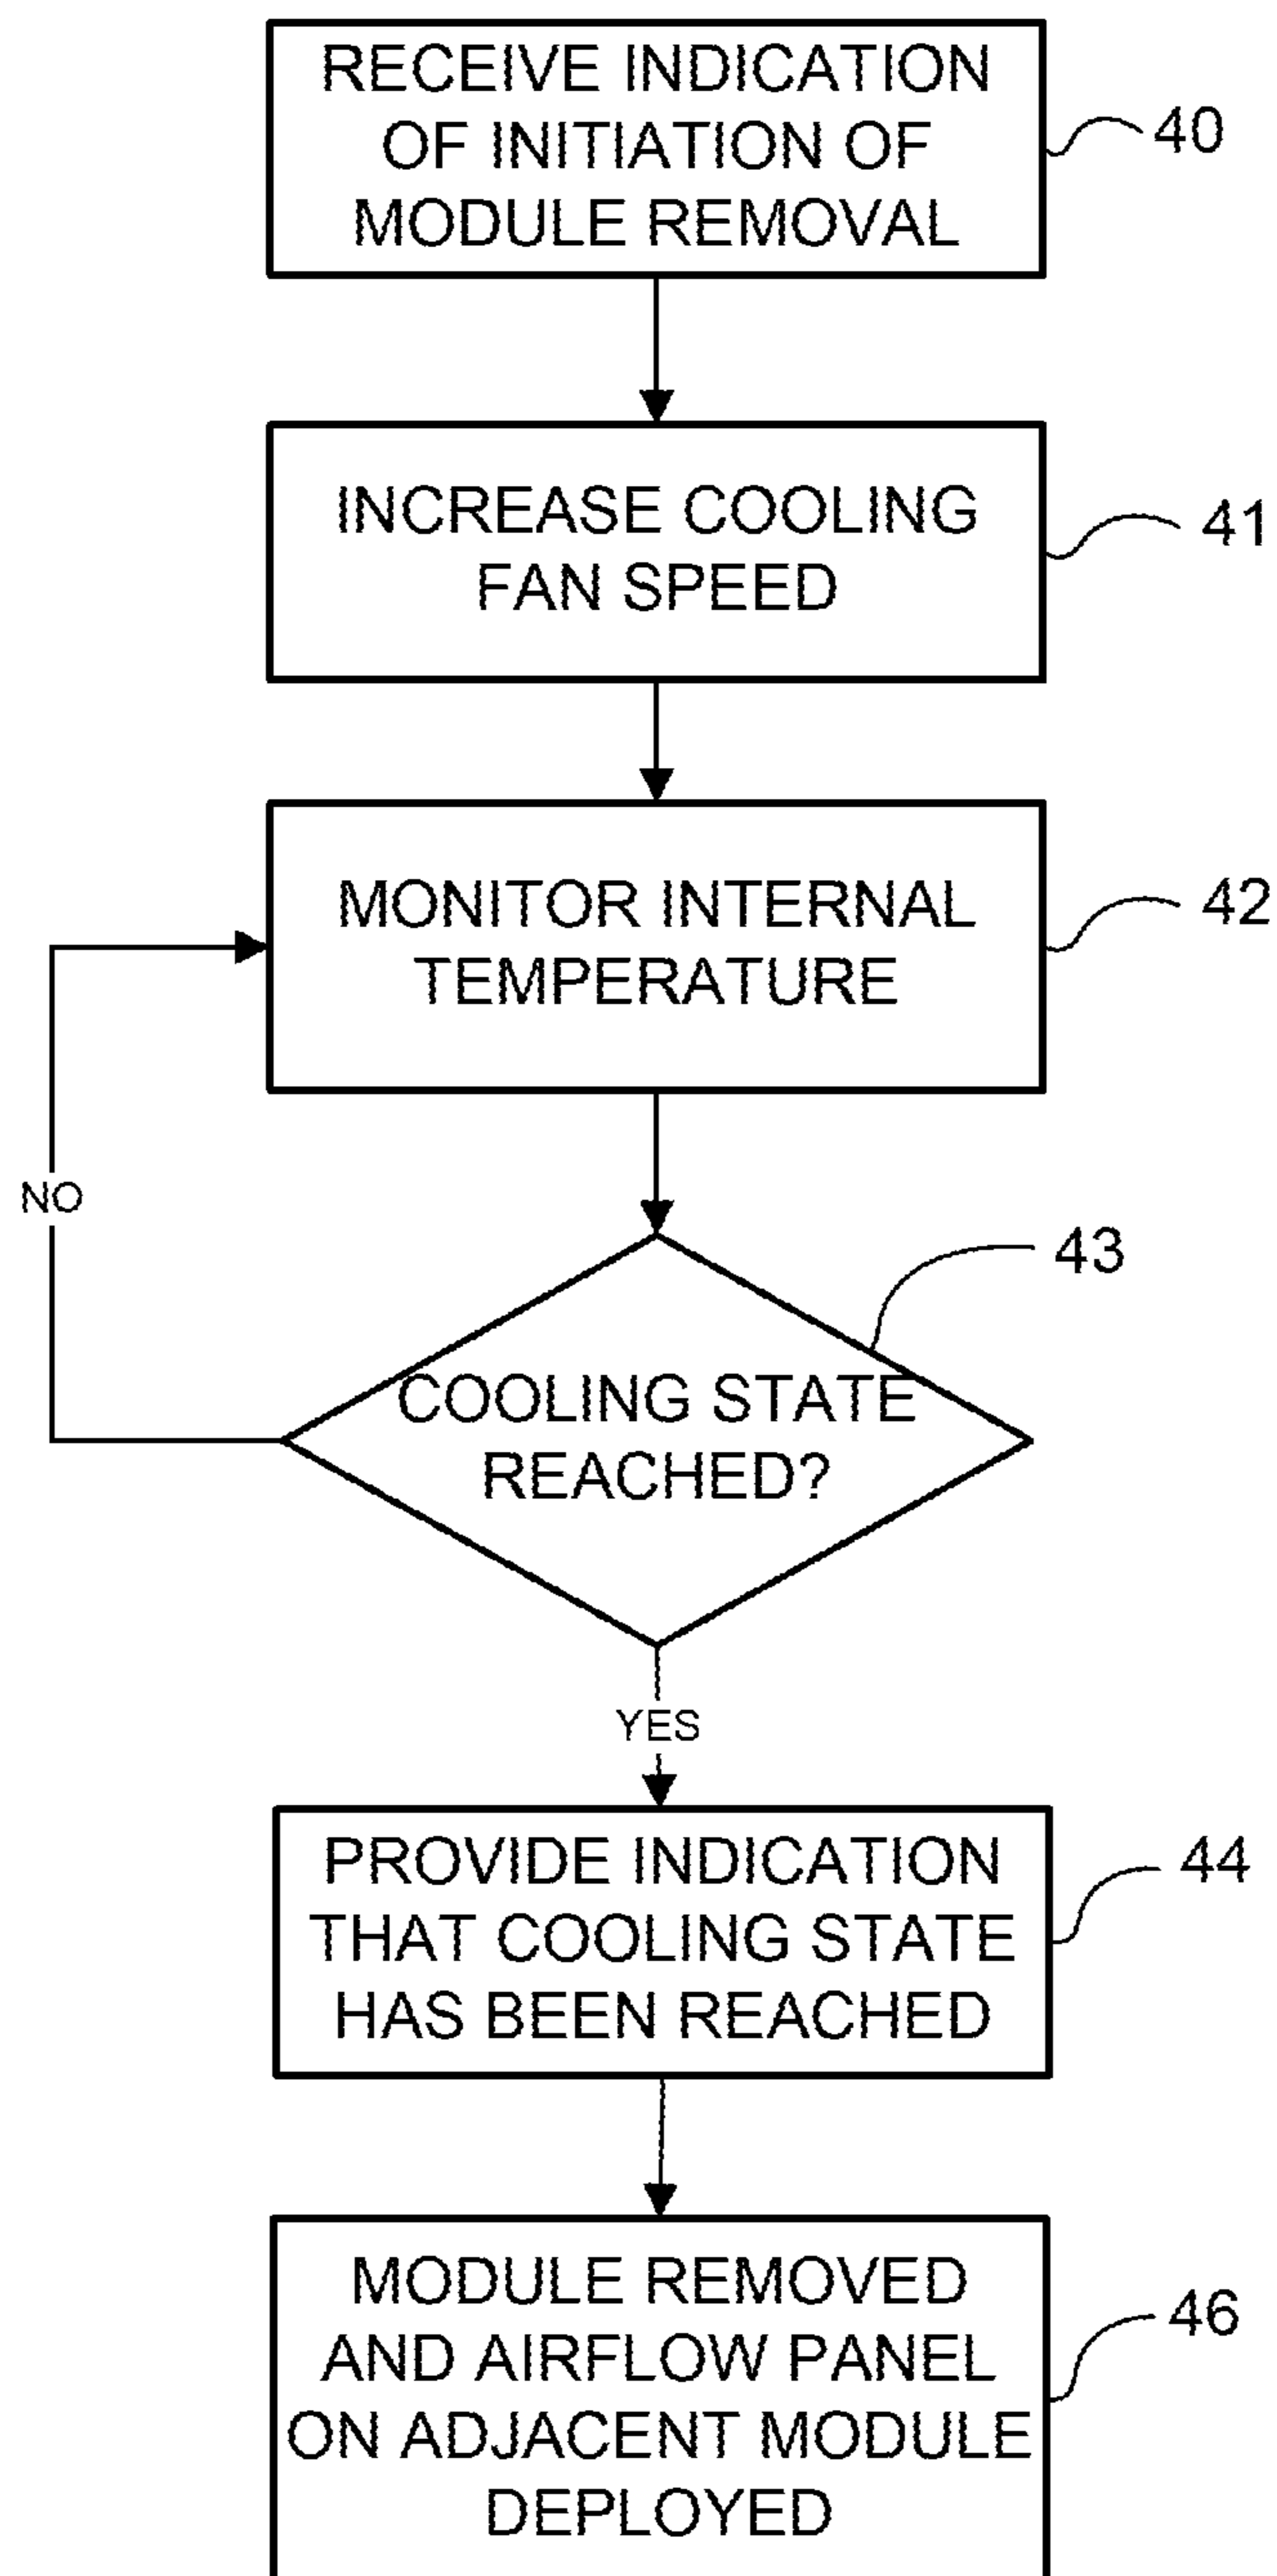 RECEIVE INDICATION
OF INITIATION OF
MODULE REMOVAL
40
INCREASE COOLING
FAN SPEED
41
MONITOR INTERNAL
TEMPERATURE
42
NO
43
COOLING STATE
REACHED?
YES
PROVIDE INDICATION
THAT COOLING STATE
HAS BEEN REACHED
44
MODULE REMOVED
AND AIRFLOW PANEL
ON ADJACENT MODULE
DEPLOYED
46